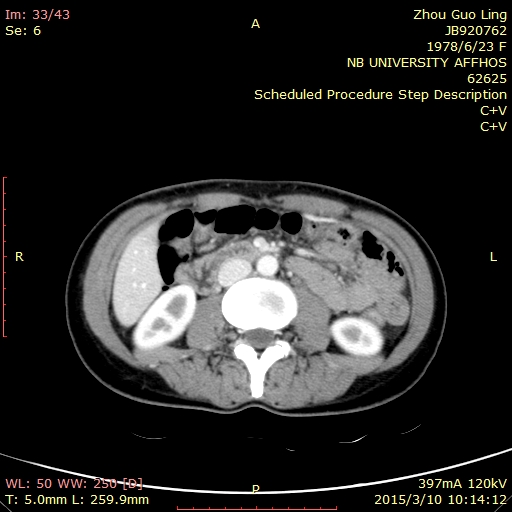 Im: 33/43
Se: 6
A
Zhou Guo Ling
JB920762
1978/6/23 F
NB UNIVERSITY AFFHOS
62625
Scheduled Procedure Step Description
C+V
C+V
R
L
WL: 50 WW: 250 [D]
T: 5.0mm L: 259.9mm
P
397mA 120kV
2015/3/10 10:14:12